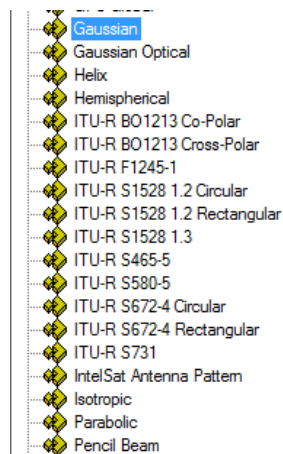 Gaussian
Gaussian Optical
Helix
Hemispherical
ITU-R BO1213 Co-Polar
ITU-R BO1213 Cross-Polar
ITU-R F1245-1
ITU-R S1528 1.2 Circular
ITU-R S1528 1.2 Rectangular
ITU-R S1528 1.3
ITU-R S465-5
ITU-R S580-5
ITU-R S672-4 Circular
ITU-R S672-4 Rectangular
ITU-R S731
IntelSat Antenna Pattern
Isotropic
Parabolic
Pencil Beam